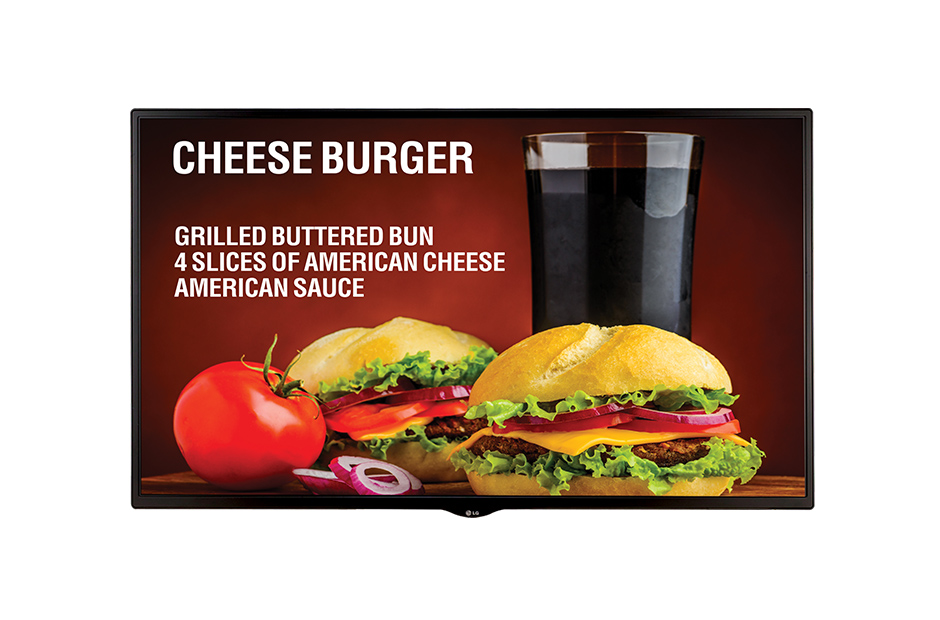 CHEESE BURGER
GRILLED BUTTERED BUN
4 SLICES OF AMERICAN CHEESE
AMERICAN SAUCE
LG